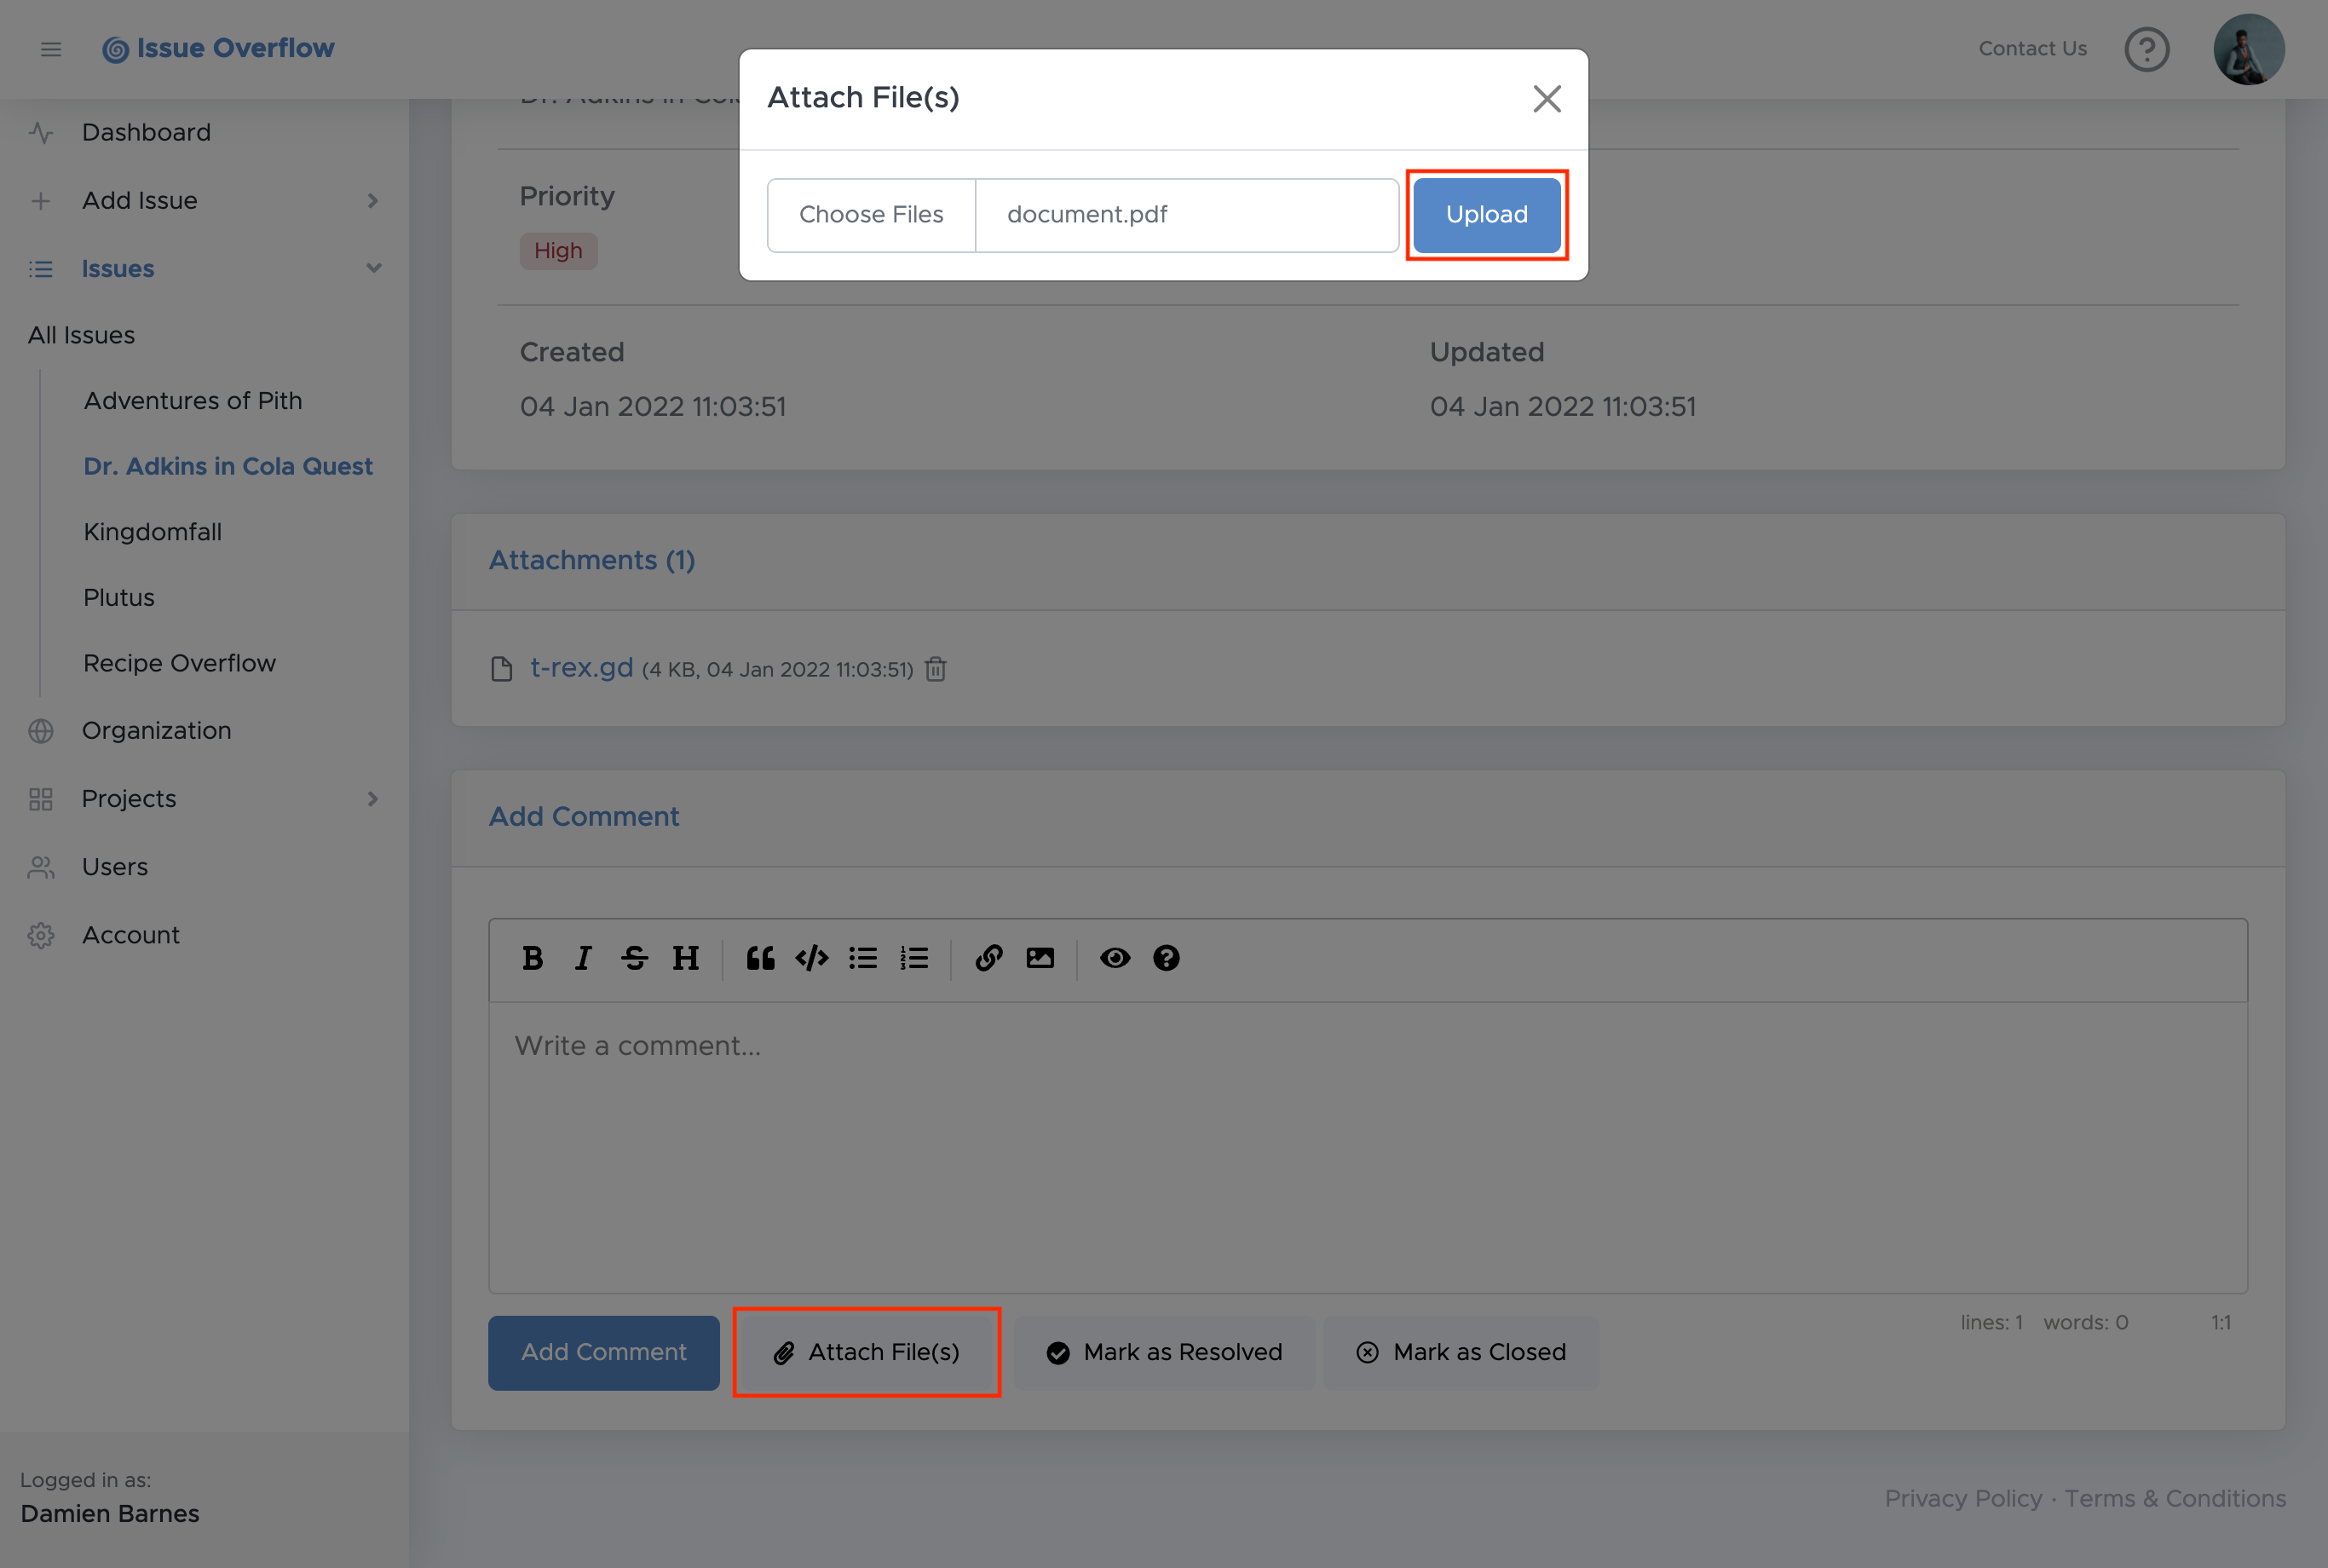 Issue Overflow
Contact Us
Attach File(s)
Choose Files
document.pdf
Upload
Dashboard
Add Issue
Issues
All Issues
Adventures of Pith
Dr. Adkins in Cola Quest
Kingdomfall
Plutus
Recipe Overflow
Organization
Projects
Users
Account
Logged in as:
Damien Barnes
Dr. Adkins in Cola
Priority
High
Created
04 Jan 2022 11:03:51
Updated
04 Jan 2022 11:03:51
Attachments (1)
t-rex.gd (4 KB, 04 Jan 2022 11:03:51)
Add Comment
Write a comment...
lines: 1 words: 0 1:1
Add Comment
Attach File(s)
Mark as Resolved
Mark as Closed
Privacy Policy · Terms & Conditions